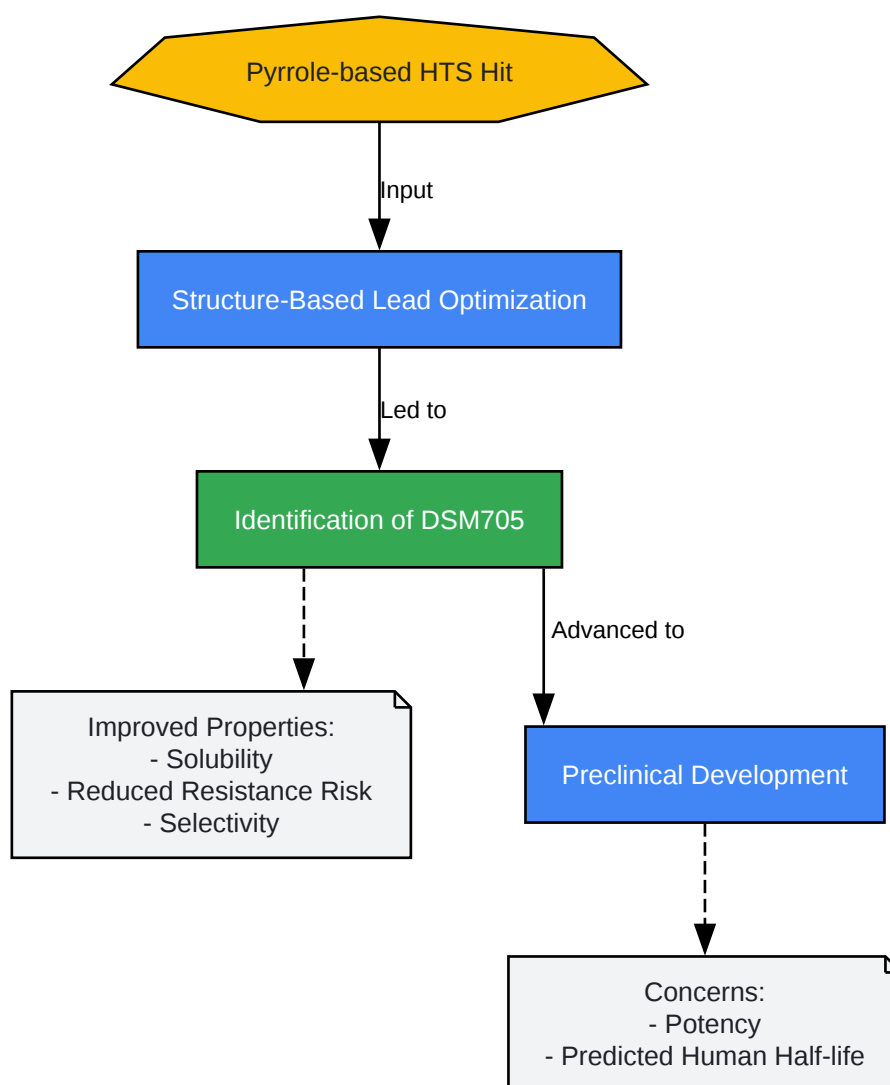 Pyrrole-based HTS Hit
Input
Structure-Based Lead Optimization
Led to
Identification of DSM705
Advanced to
Improved Properties:
- Solubility
- Reduced Resistance Risk
- Selectivity
Preclinical Development
Concerns:
- Potency
- Predicted Human Half-life